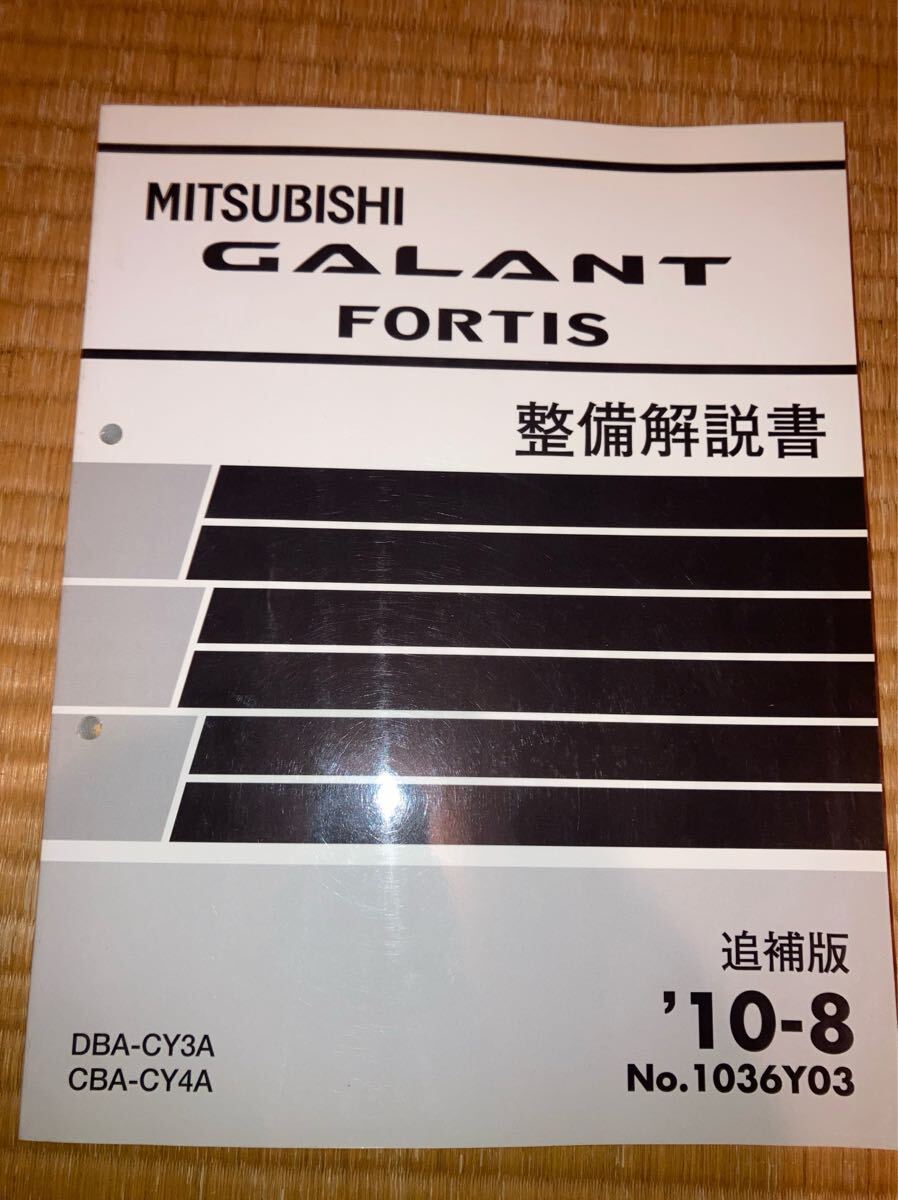 MITSUBISHI
GALANT
FORTIS
整備解説書
追補版
'10-8
No.1036Y03
DBA-CY3A
CBA-CY4A